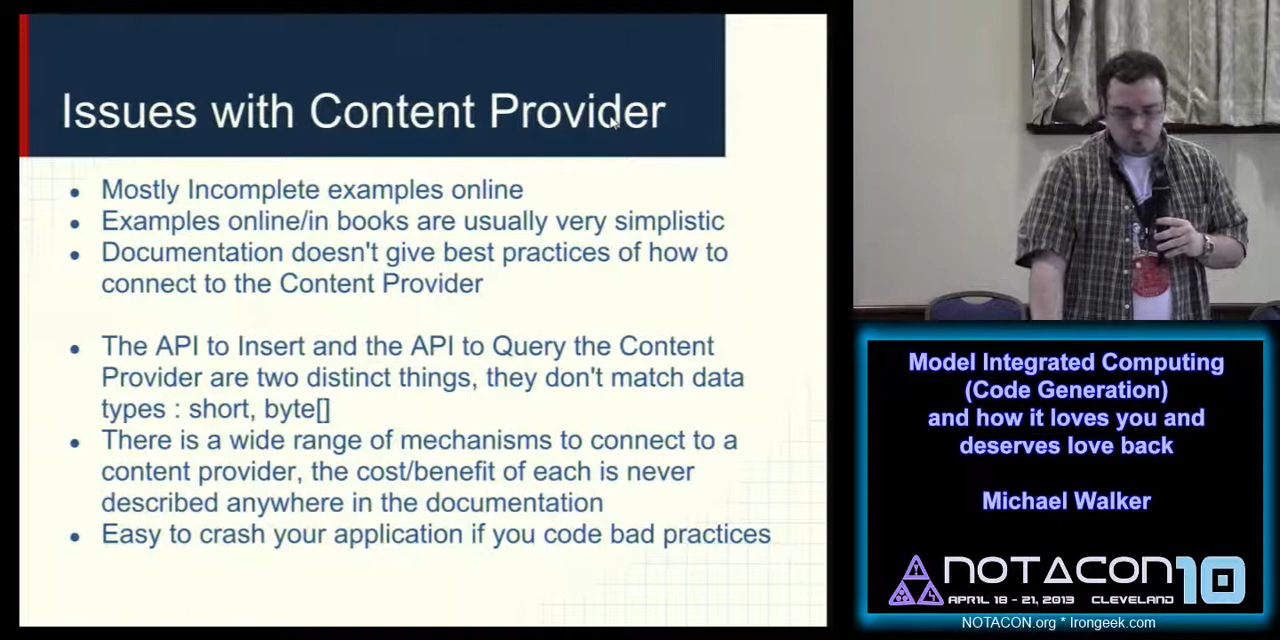 Issues with Content Provider
Mostly Incomplete examples online
Examples online/in books are usually very simplistic
Documentation doesn't give best practices of how to
connect to the Content Provider
The API to Insert and the API to Query the Content
Provider are two distinct things, they don't match data
types : short, byte[]
There is a wide range of mechanisms to connect to a
content provider, the cost/benefit of each is never
described anywhere in the documentation
Easy to crash your application if you code bad practices
Model Integrated Computing
(Code Generation)
and how it loves you and
deserves love back
Michael Walker
NOTACON 10
APRIL 18 - 21, 2013 CLEVELAND
NOTACON.org * Irongeek.com